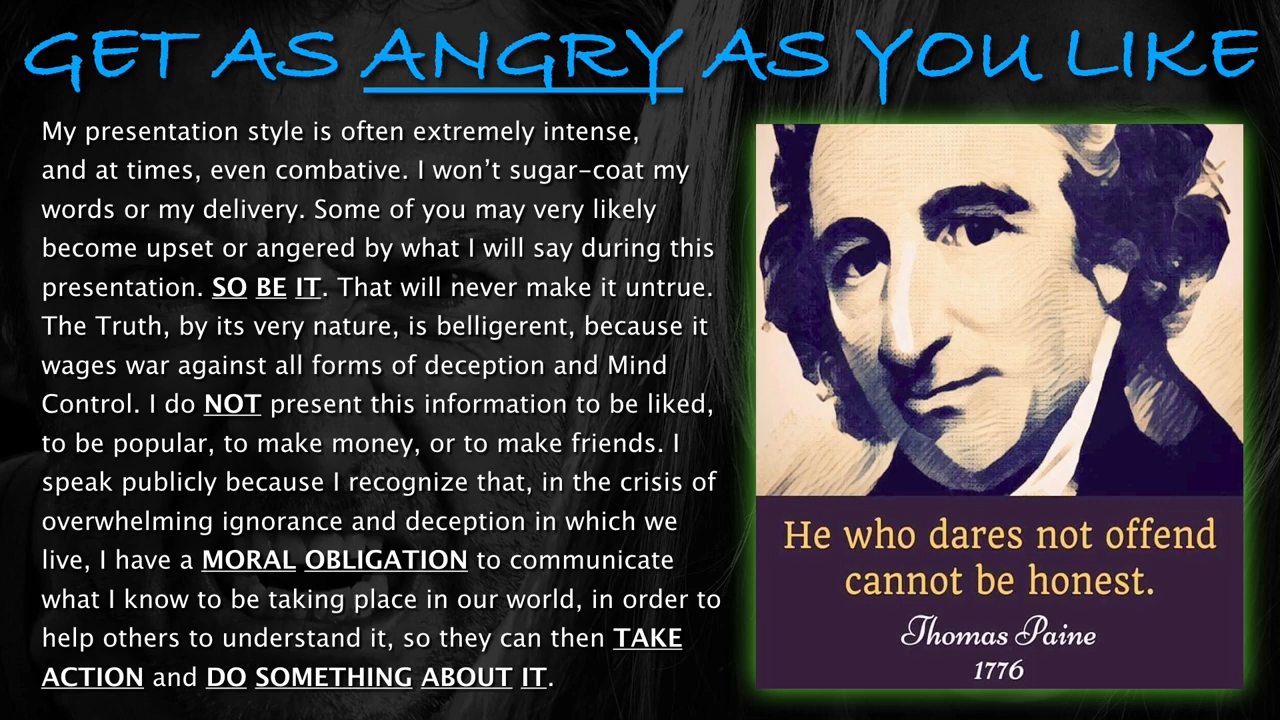 GET AS ANGRY AS YOU LIKE
My presentation style is often extremely intense,
and at times, even combative. I won’t sugar-coat my
words or my delivery. Some of you may very likely
become upset or angered by what I will say during this
presentation. SO BE IT. That will never make it untrue.
The Truth, by its very nature, is belligerent, because it
wages war against all forms of deception and Mind
Control. I do NOT present this information to be liked,
to be popular, to make money, or to make friends. I
speak publicly because I recognize that, in the crisis of
overwhelming ignorance and deception in which we
live, I have a MORAL OBLIGATION to communicate
what I know to be taking place in our world, in order to
help others to understand it, so they can then TAKE
ACTION and DO SOMETHING ABOUT IT.
He who dares not offend
cannot be honest.
Thomas Paine
1776